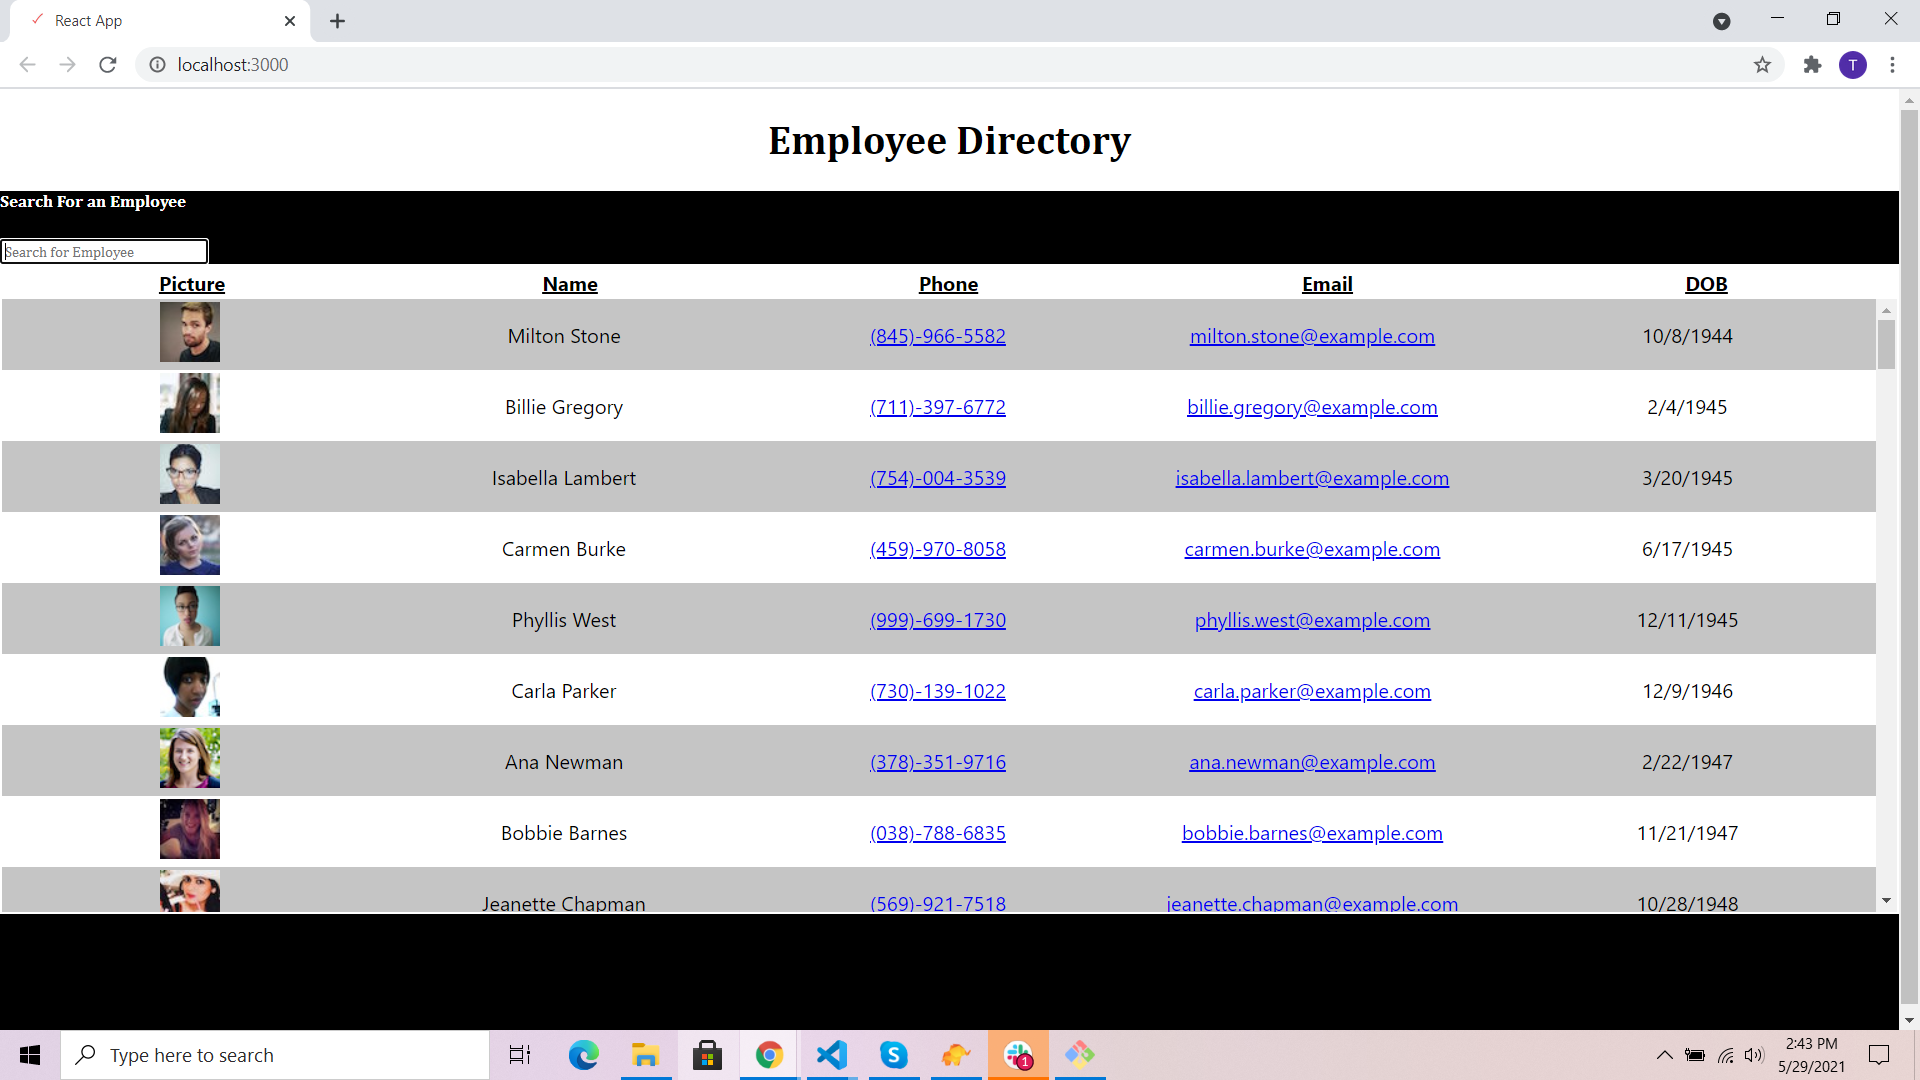 React App
localhost:3000
T
Employee Directory
Search For an Employee
Search for Employee
Picture Name Phone Email DOB
Milton Stone (845)-966-5582 milton.stone@example.com 10/8/1944
Billie Gregory (711)-397-6772 billie.gregory@example.com 2/4/1945
Isabella Lambert (754)-004-3539 isabella.lambert@example.com 3/20/1945
Carmen Burke (459)-970-8058 carmen.burke@example.com 6/17/1945
Phyllis West (999)-699-1730 phyllis.west@example.com 12/11/1945
Carla Parker (730)-139-1022 carla.parker@example.com 12/9/1946
Ana Newman (378)-351-9716 ana.newman@example.com 2/22/1947
Bobbie Barnes (038)-788-6835 bobbie.barnes@example.com 11/21/1947
Jeanette Chapman (569)-921-7518 jeanette.chapman@example.com 10/28/1948
Type here to search
S
1
2:43 PM
5/29/2021